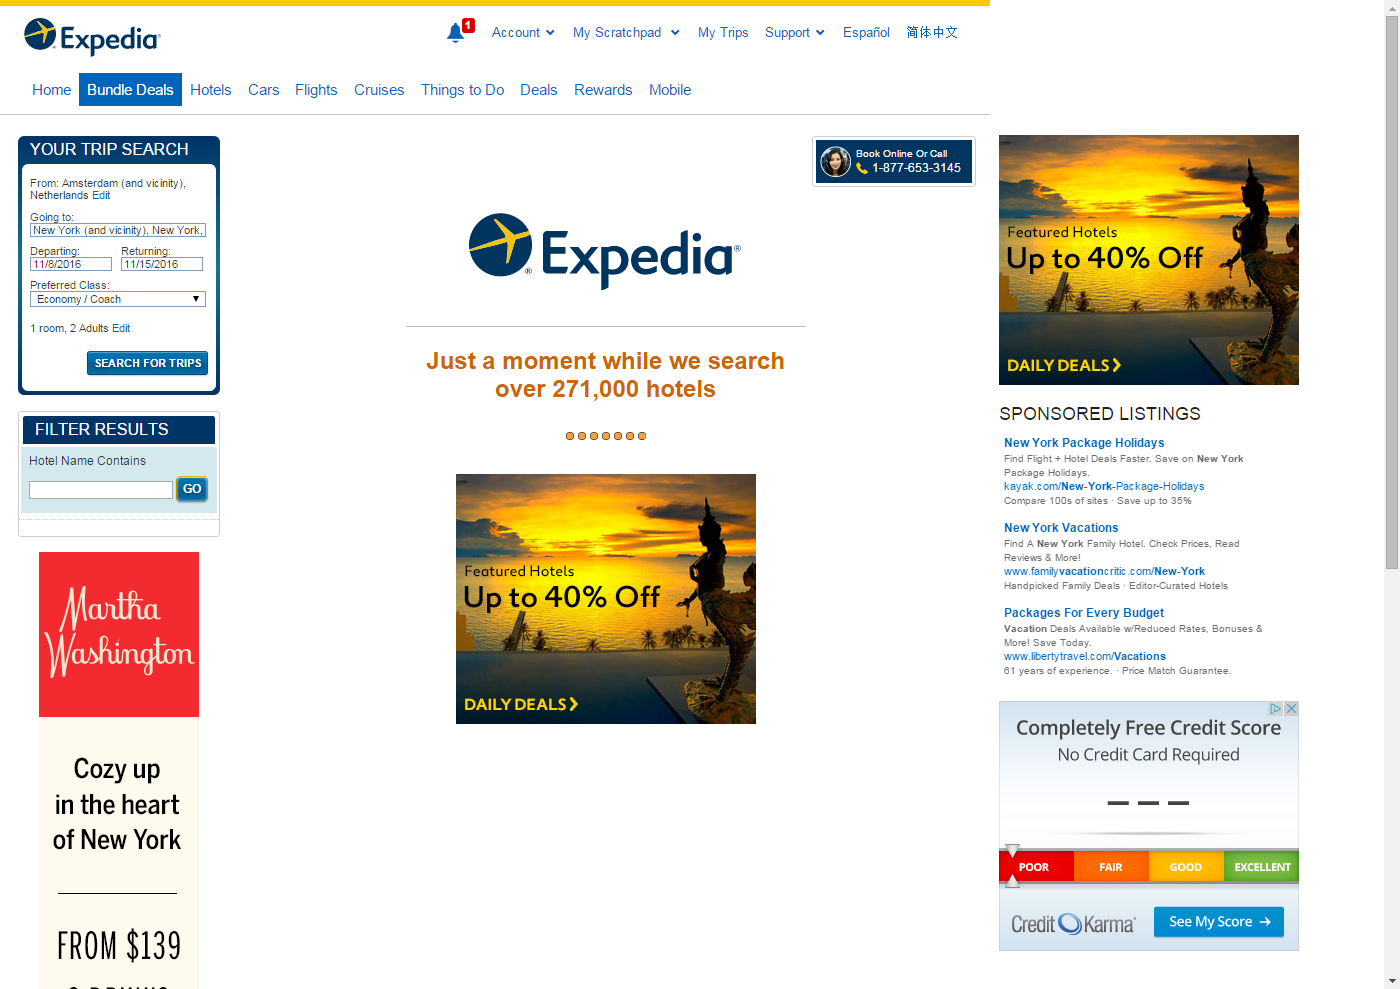 Expedia
1
Account
My Scratchpad
My Trips
Support
Español
简体中文
Home
Bundle Deals
Hotels
Cars
Flights
Cruises
Things to Do
Deals
Rewards
Mobile
YOUR TRIP SEARCH
From: Amsterdam (and vicinity),
Netherlands Edit
Going to:
New York (and vicinity), New York,
Departing:
Returning:
11/8/2016
11/15/2016
Preferred Class:
Economy / Coach
1 room, 2 Adults Edit
SEARCH FOR TRIPS
FILTER RESULTS
Hotel Name Contains
GO
Martha
Washington
Cozy up
in the heart
of New York
FROM $139
Book Online Or Call
1-877-653-3145
Expedia®
Just a moment while we search
over 271,000 hotels
Featured Hotels
Up to 40% Off
DAILY DEALS
Featured Hotels
Up to 40% Off
DAILY DEALS
SPONSORED LISTINGS
New York Package Holidays
Find Flight + Hotel Deals Faster. Save on New York
Package Holidays.
kayak.com/New-York-Package-Holidays
Compare 100s of sites · Save up to 35%
New York Vacations
Find A New York Family Hotel. Check Prices, Read
Reviews & More!
www.familyvacationcritic.com/New-York
Handpicked Family Deals · Editor-Curated Hotels
Packages For Every Budget
Vacation Deals Available w/Reduced Rates, Bonuses &
More! Save Today.
www.libertytravel.com/Vacations
61 years of experience. · Price Match Guarantee.
Completely Free Credit Score
No Credit Card Required
POOR
FAIR
GOOD
EXCELLENT
Credit Karma
See My Score